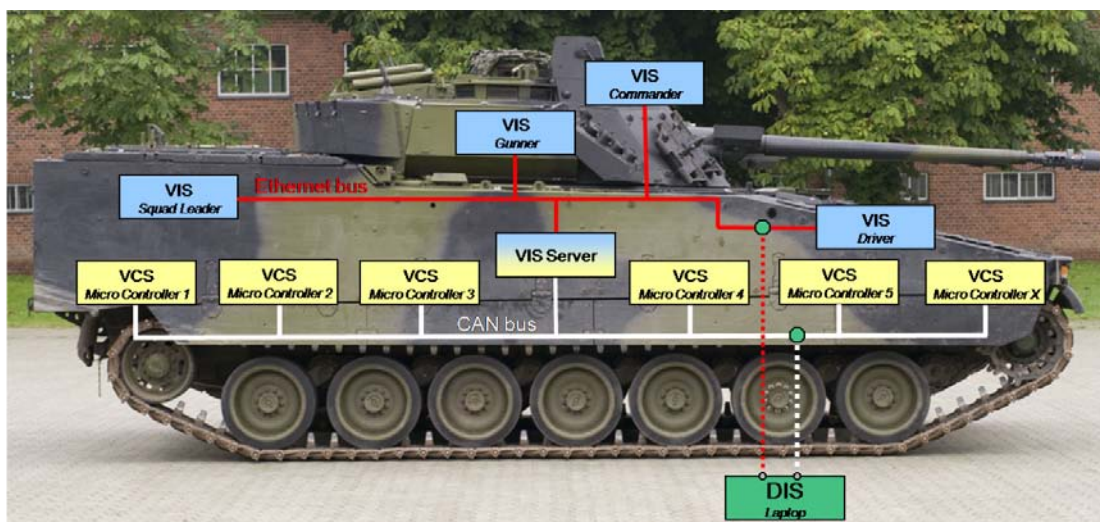 VIS
Commander
VIS
Gunner
Ethernet bus
VIS
Squad Leader
VIS
Driver
VIS Server
VCS
Micro Controller 1
VCS
Micro Controller 2
VCS
Micro Controller 3
VCS
Micro Controller 4
VCS
Micro Controller 5
VCS
Micro Controller X
CAN bus
DIS
Laptop